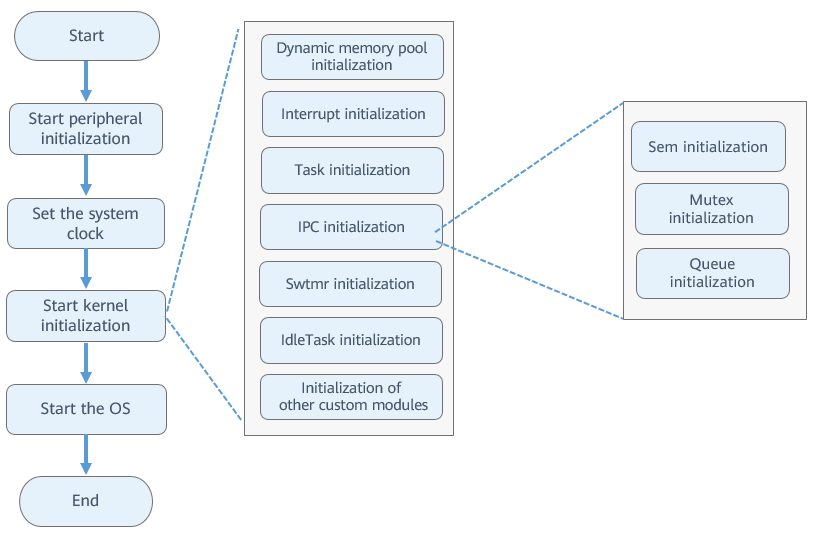 Start
Start peripheral
initialization
Set the system
clock
Start kernel
initialization
Start the OS
End
Dynamic memory pool
initialization
Interrupt initialization
Task initialization
IPC initialization
Swtmr initialization
IdleTask initialization
Initialization of
other custom modules
Sem initialization
Mutex
initialization
Queue
initialization